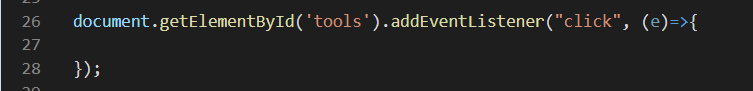 26 document.getElementById('tools').addEventListener("click", (e)=>{
27
28 });